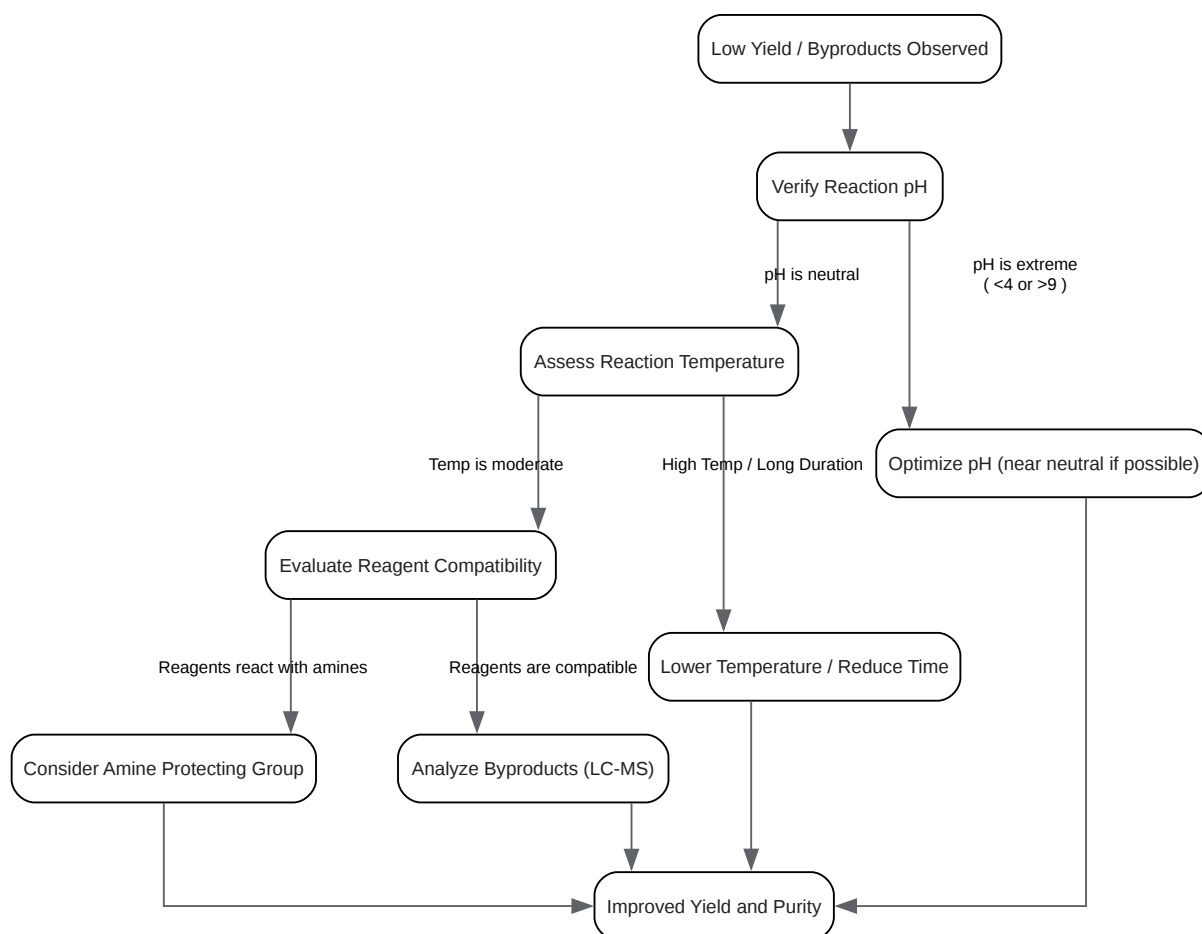 Low Yield / Byproducts Observed
Verify Reaction pH
pH is neutral
pH is extreme
( <4 or >9 )
Assess Reaction Temperature
Temp is moderate
High Temp / Long Duration
Optimize pH (near neutral if possible)
Evaluate Reagent Compatibility
Reagents react with amines
Reagents are compatible
Lower Temperature / Reduce Time
Consider Amine Protecting Group
Analyze Byproducts (LC-MS)
Improved Yield and Purity